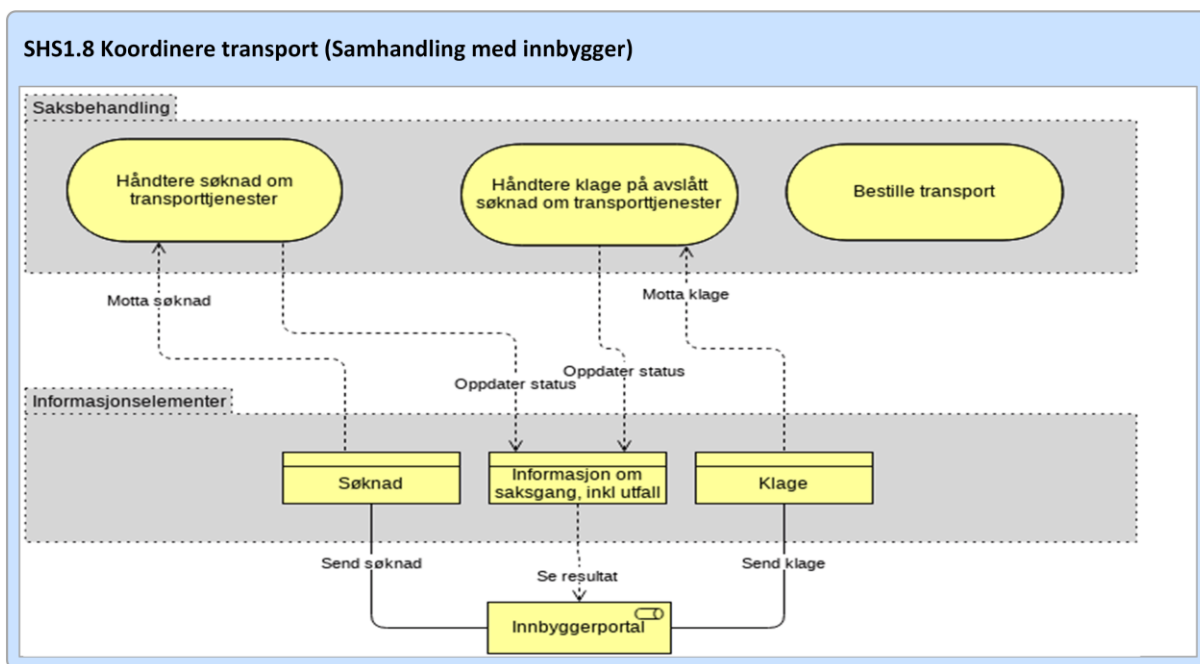 SHS1.8 Koordinere transport (Samhandling med innbygger)
Saksbehandling
Håndtere søknad om
transporttjenester
Håndtere klage på avslått
søknad om transporttjenester
Bestille transport
Motta søknad
Motta klage
Oppdater status
Oppdater status
Informasjonselementer
Søknad
Informasjon om
saksgang, inkl utfall
Klage
Send søknad
Se resultat
Send klage
Innbyggerportal